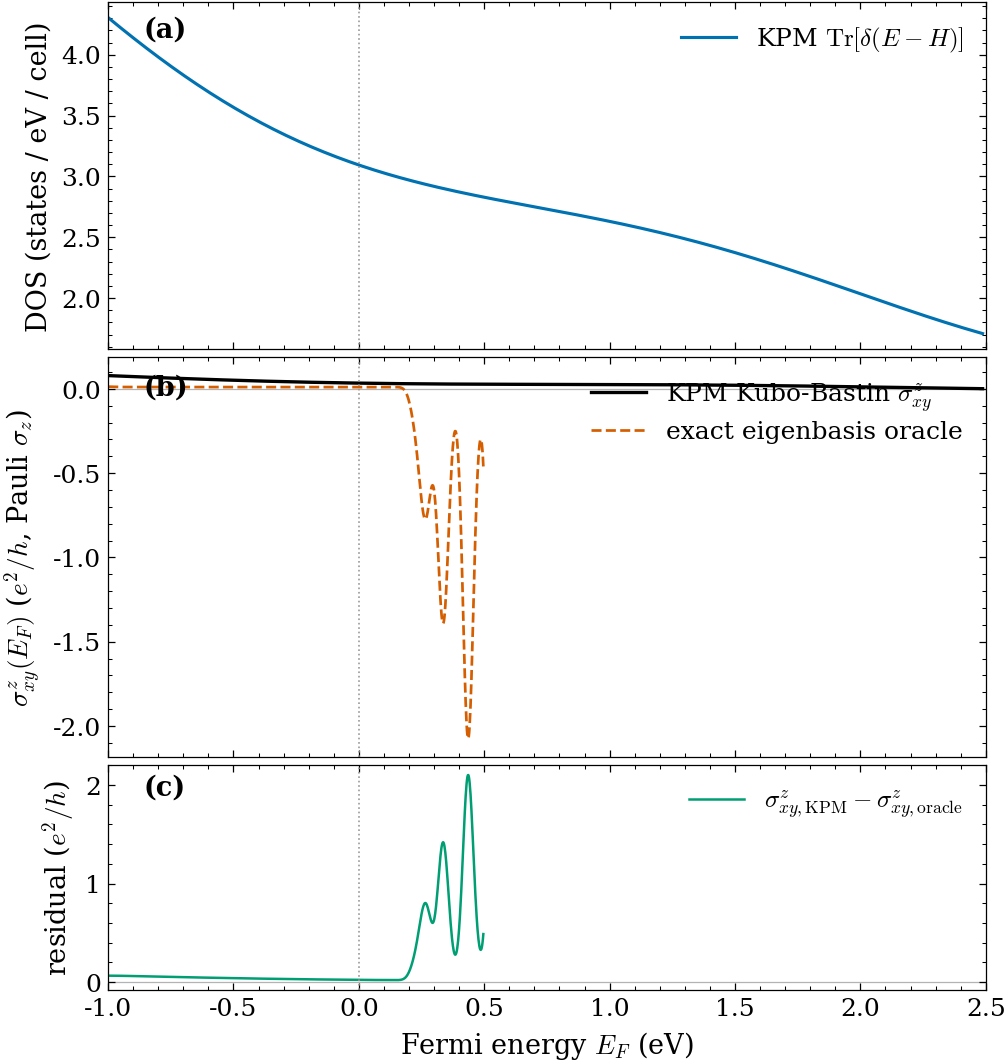 (a)
KPM Tr[δ(E − H)]
4.0
3.5
3.0
2.5
2.0
DOS (states / eV / cell)
(b)
KPM Kubo-Bastin σ^z_xy
exact eigenbasis oracle
0.0
-0.5
-1.0
-1.5
-2.0
σ^z_xy(E_F) (e²/h, Pauli σ_z)
(c)
σ^z_xy,KPM − σ^z_xy,oracle
2
1
0
residual (e²/h)
-1.0 -0.5 0.0 0.5 1.0 1.5 2.0 2.5
Fermi energy E_F (eV)